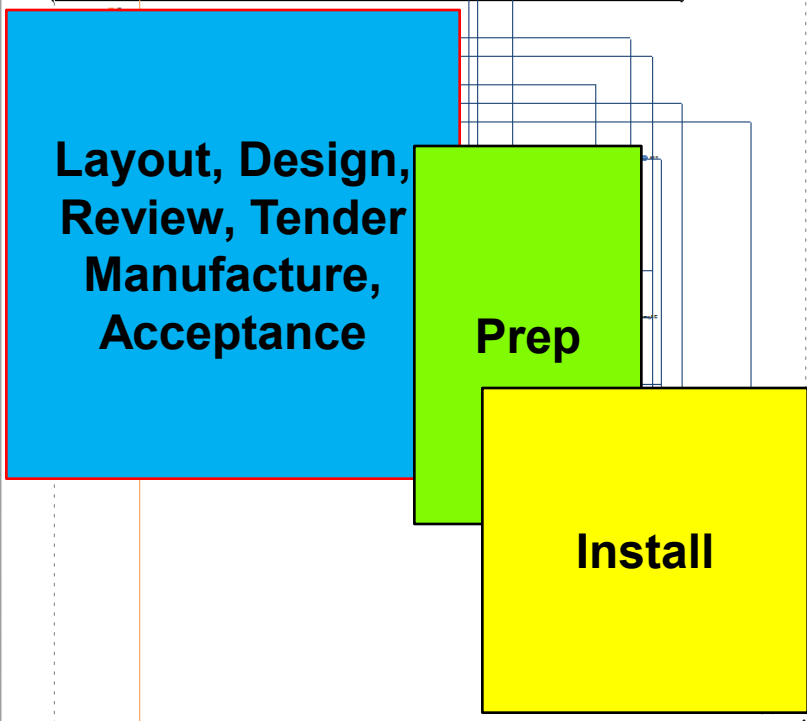 Layout, Design,
Review, Tender
Manufacture,
Acceptance
Prep
Install